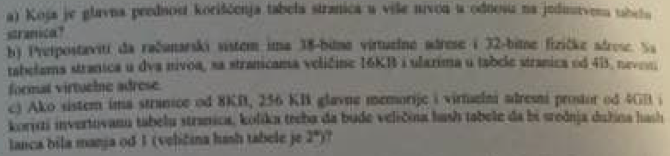 a) Koja je glavna prednost korišćenja tabela stranica u više nivoa u odnosu na jedinstvenu tabelu
stranica?
b) Pretpostaviti da računarski sistem ima 38-bitne virtuelne adrese i 32-bitne fizičke adrese. Sa
tabelama stranica u dva nivoa, sa stranicama veličine 16KB i ulazima u tabele stranica od 4B, navesti
format virtuelne adrese.
c) Ako sistem ima stranice od 8KB, 256 KB glavne memorije i virtuelni adresni prostor od 4GB i
koristi invertovanu tabelu stranica, kolika treba da bude veličina hash tabele da bi srednja dužina hash
lanca bila manja od 1 (veličina hash tabele je 2ⁿ)?